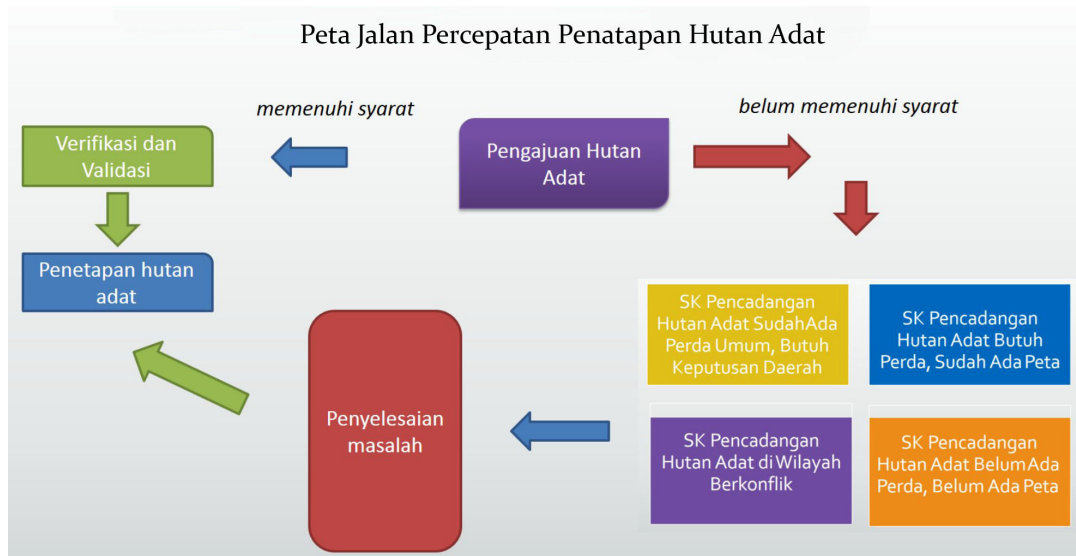 Peta Jalan Percepatan Penatapan Hutan Adat
memenuhi syarat
belum memenuhi syarat
Verifikasi dan
Validasi
Pengajuan Hutan
Adat
Penetapan hutan
adat
SK Pencadangan
Hutan Adat SudahAda
Perda Umum, Butuh
Keputusan Daerah
SK Pencadangan
Hutan Adat Butuh
Perda, Sudah Ada Peta
Penyelesaian
masalah
SK Pencadangan
Hutan Adat di Wilayah
Berkonflik
SK Pencadangan
Hutan Adat BelumAda
Perda, Belum Ada Peta